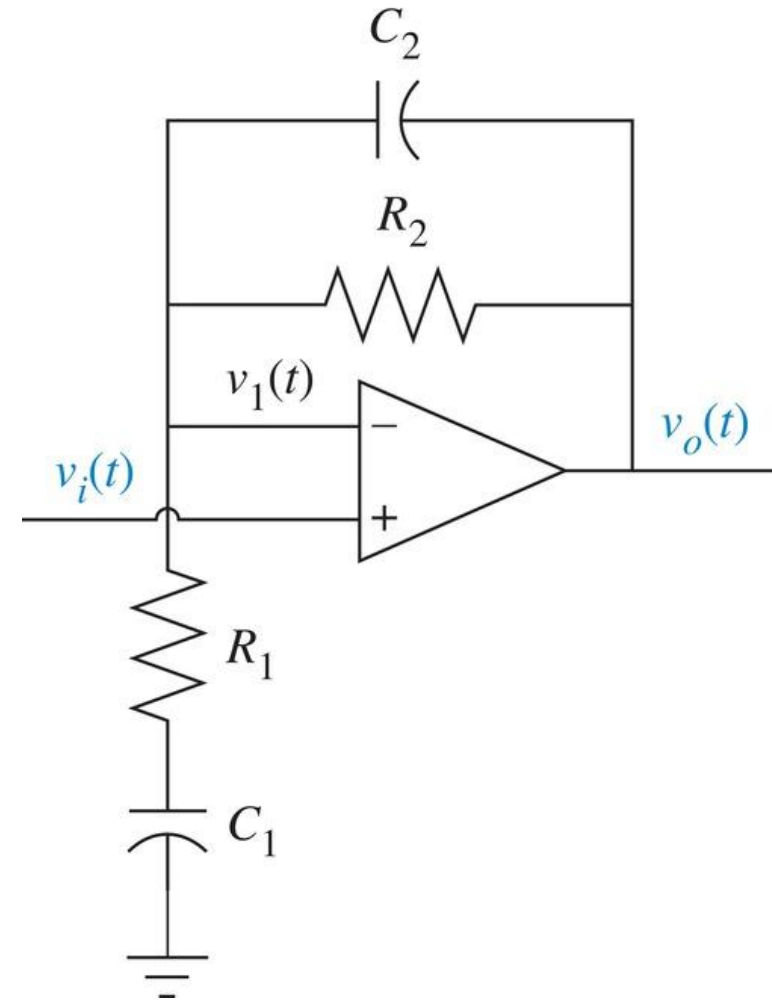 C₂
R₂
v₁(t)
−
vᵢ(t)
+
vₒ(t)
R₁
C₁